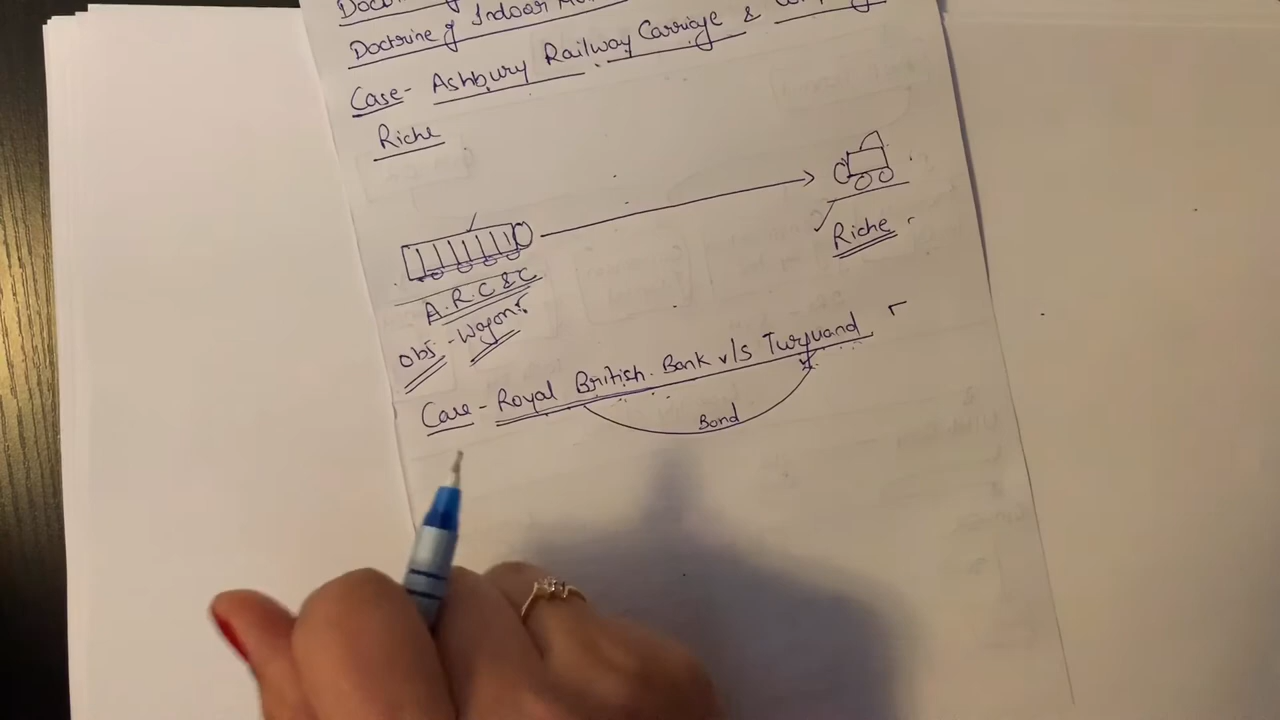 Doctrine of Indoor
Case - Ashbury Railway Carriage &
Riche
Riche
A.R.C & C
Obj - Wagons
Case - Royal British Bank v/s Turquand
Bond